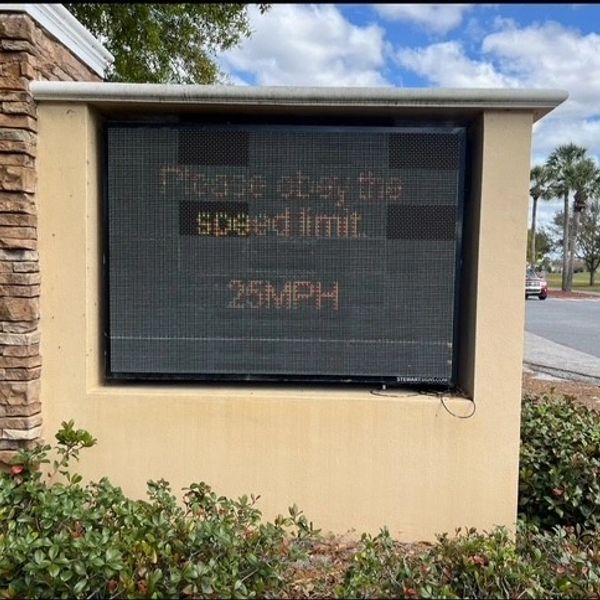 Please obey the
speed limit.
25MPH
STEWARTSIGNS.COM